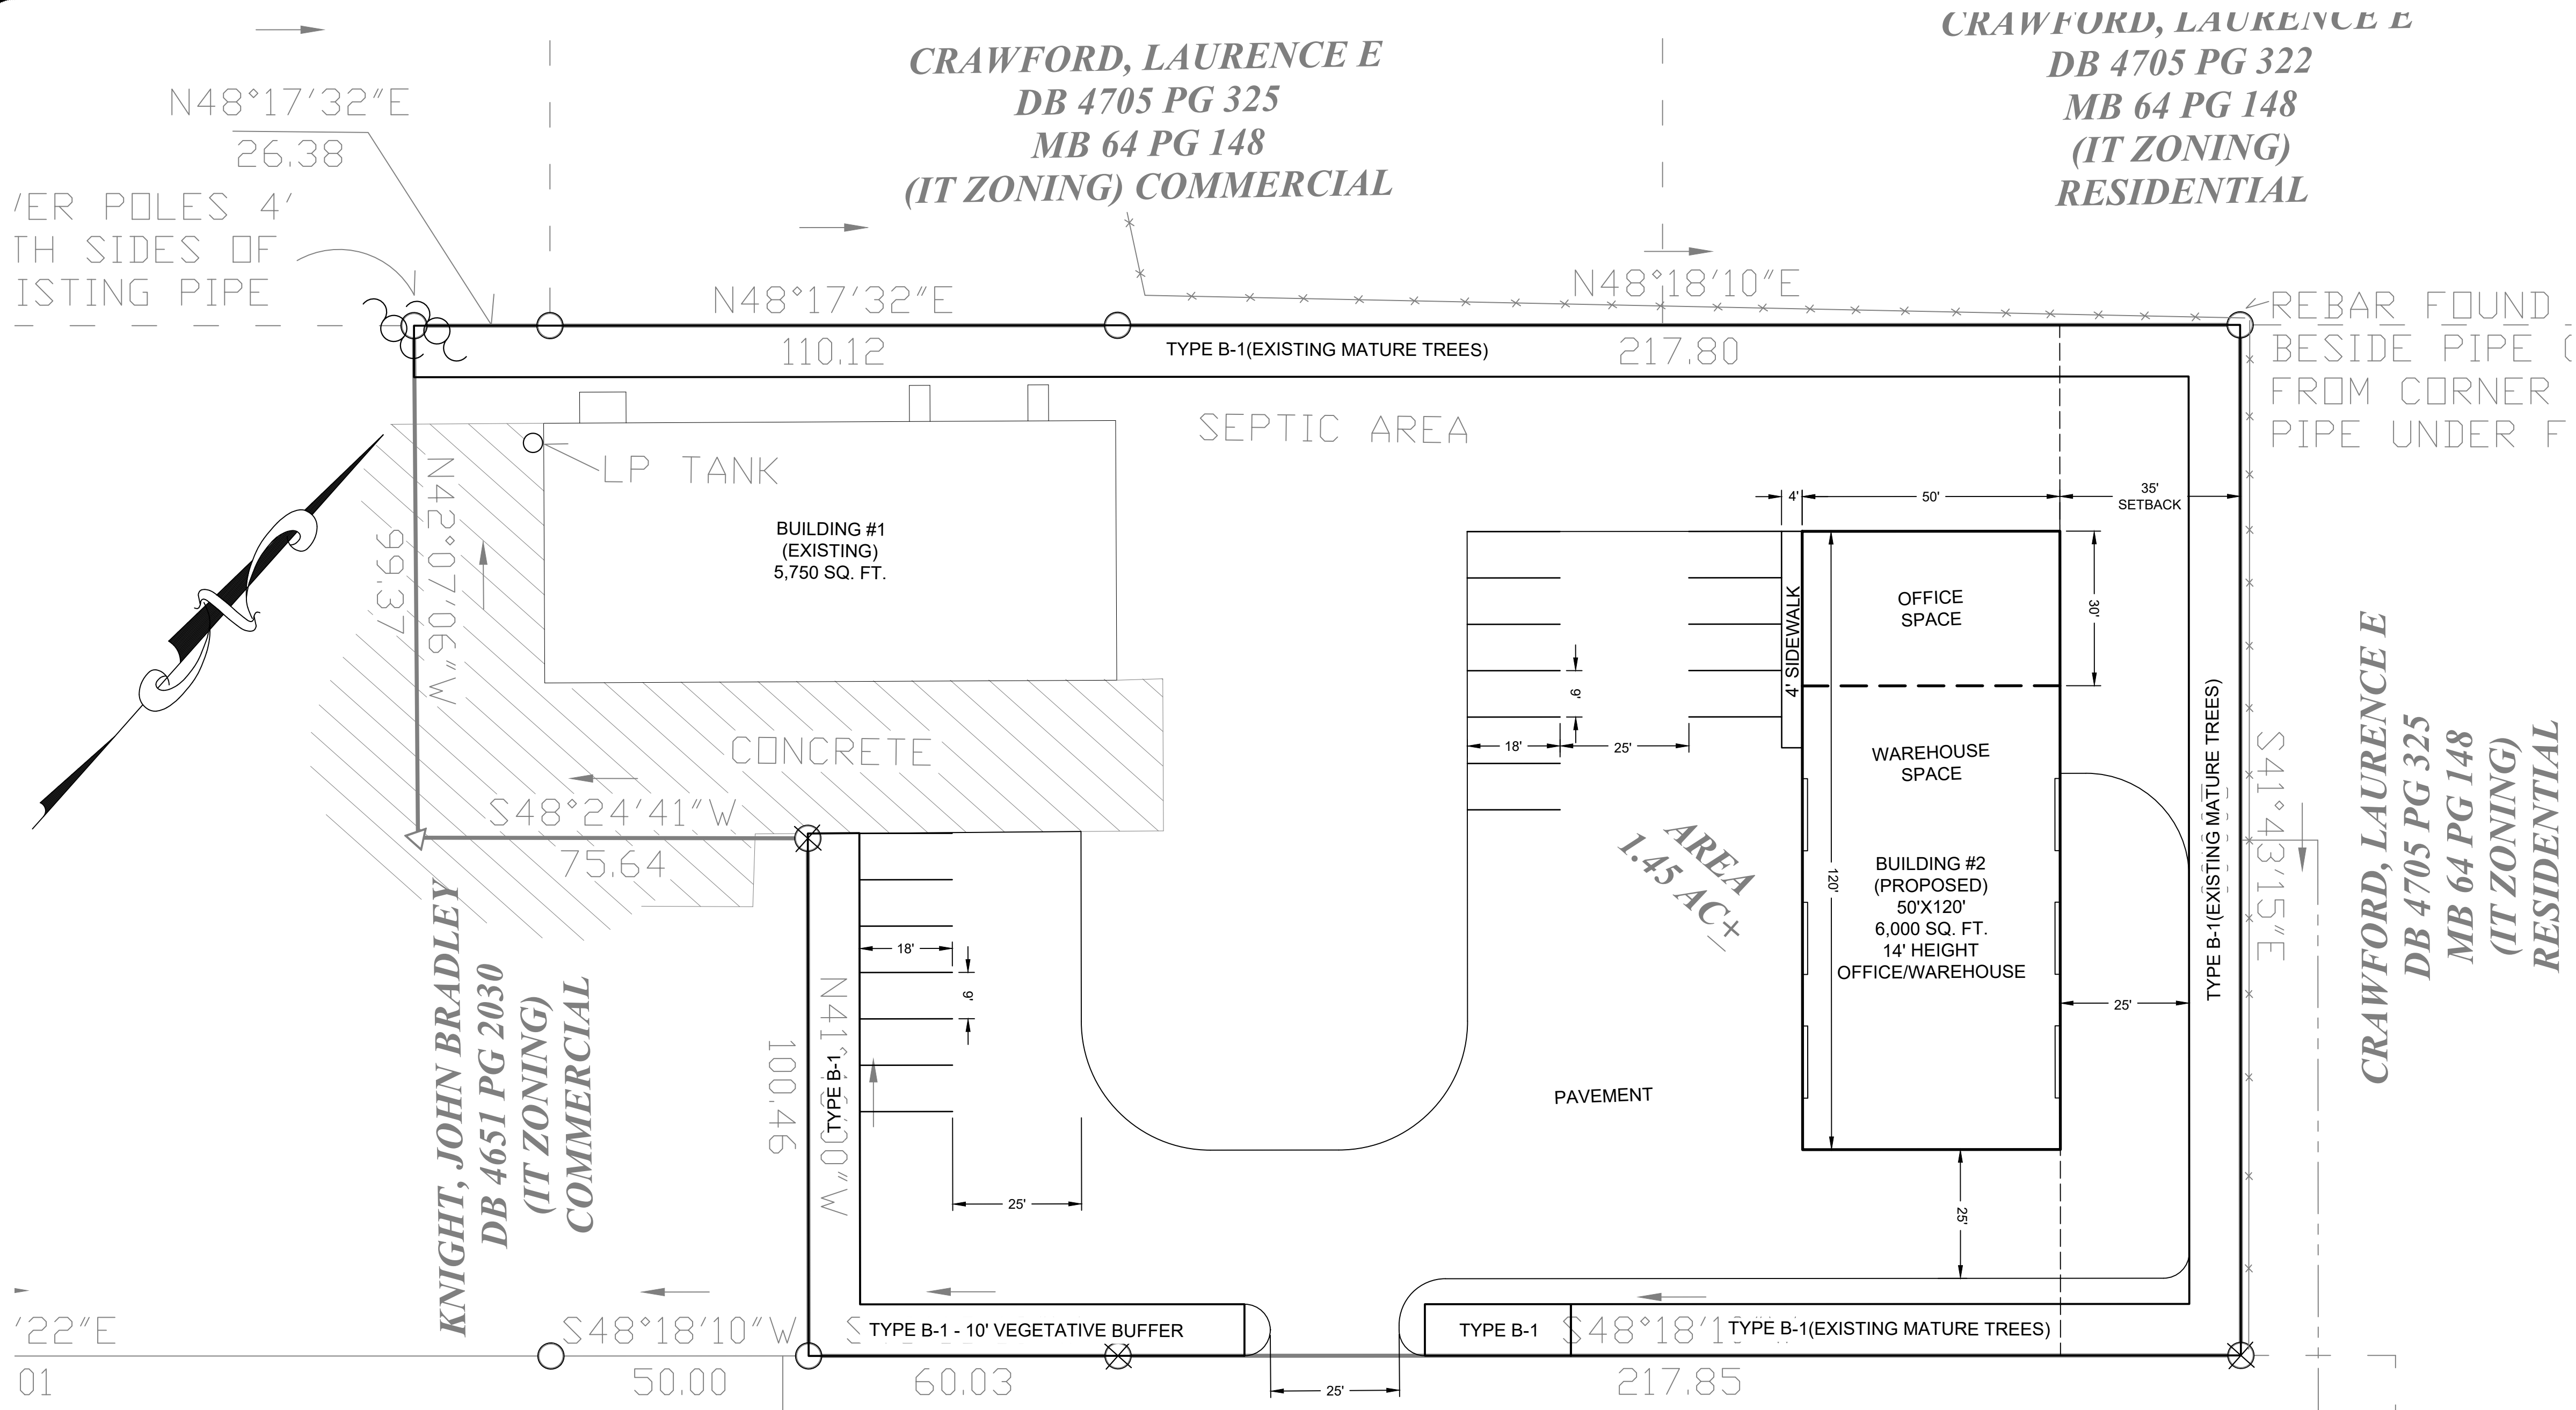 CRAWFORD, LAURENCE E
DB 4705 PG 325
MB 64 PG 148
(IT ZONING) COMMERCIAL
CRAWFORD, LAURENCE E
DB 4705 PG 322
MB 64 PG 148
(IT ZONING)
RESIDENTIAL
N48°17'32"E
26.38
/ER POLES 4'
TH SIDES OF
ISTING PIPE
N48°17'32"E
110.12
TYPE B-1(EXISTING MATURE TREES)
N48°18'10"E
217.80
REBAR FOUND
BESIDE PIPE (
FROM CORNER
PIPE UNDER F
SEPTIC AREA
LP TANK
BUILDING #1
(EXISTING)
5,750 SQ. FT.
N42°07'06"W
99.37
CONCRETE
S48°24'41"W
75.64
4'
50'
35'
SETBACK
30'
OFFICE
SPACE
4' SIDEWALK
9'
18'
25'
WAREHOUSE
SPACE
120'
BUILDING #2
(PROPOSED)
50'X120'
6,000 SQ. FT.
14' HEIGHT
OFFICE/WAREHOUSE
AREA
1.45 AC±
25'
TYPE B-1(EXISTING MATURE TREES)
S41°43'15"E
CRAWFORD, LAURENCE E
DB 4705 PG 325
MB 64 PG 148
(IT ZONING)
RESIDENTIAL
KNIGHT, JOHN BRADLEY
DB 4651 PG 2030
(IT ZONING)
COMMERCIAL
18'
9'
TYPE B-1
100.46
25'
PAVEMENT
25'
'22"E
01
S48°18'10"W
50.00
TYPE B-1 - 10' VEGETATIVE BUFFER
60.03
25'
TYPE B-1
TYPE B-1(EXISTING MATURE TREES)
217.85